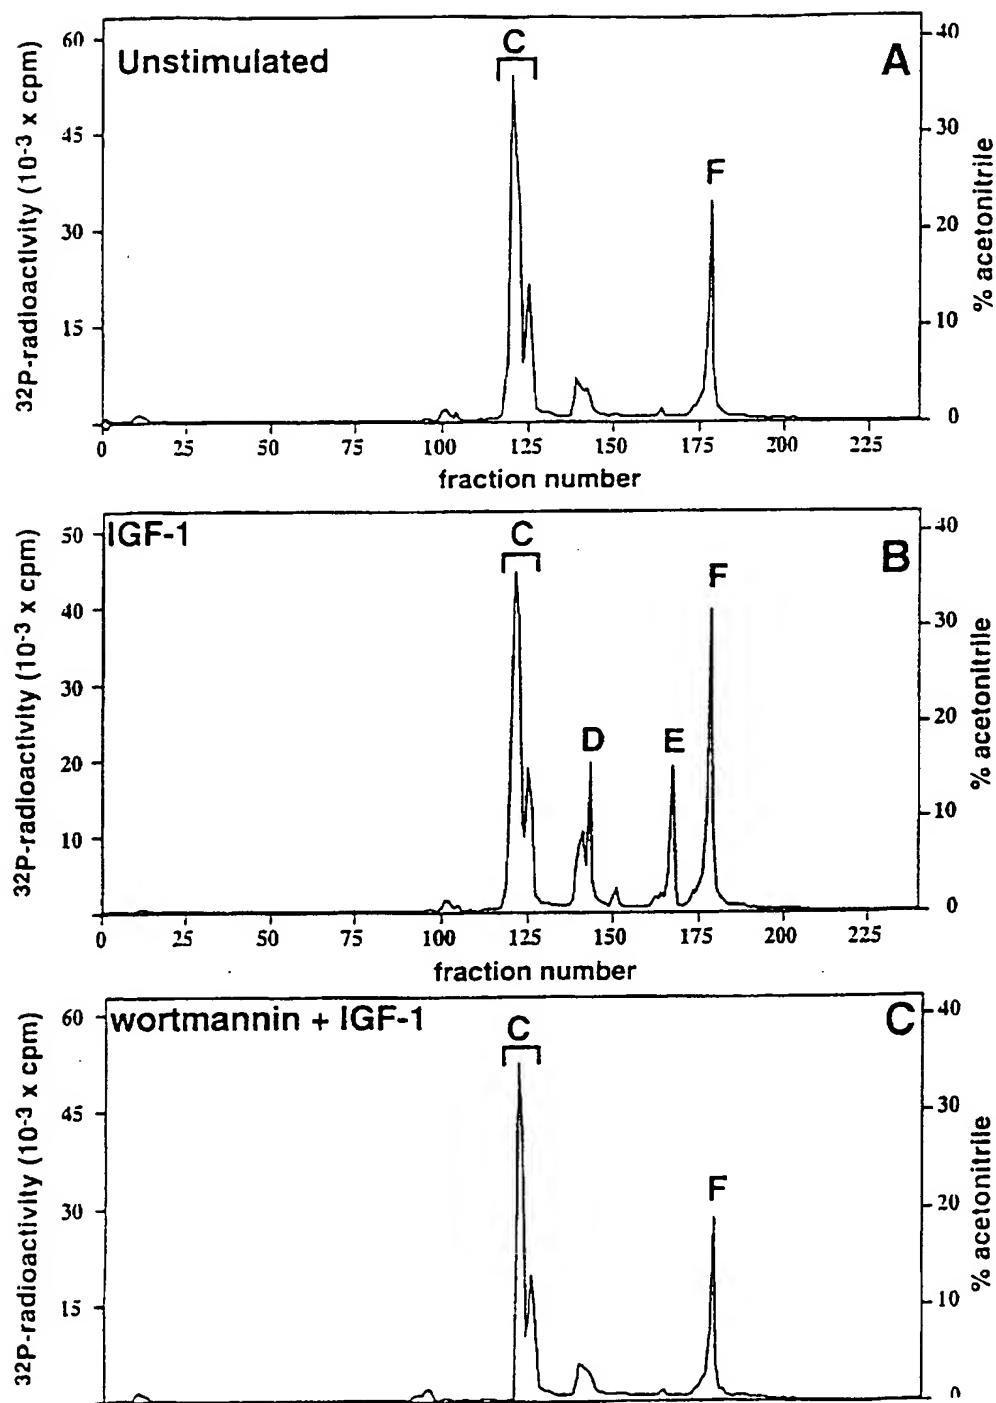 Unstimulated
A
C
F
32P-radioactivity (10-3 x cpm)
60
45
30
15
40
30
20
10
0
% acetonitrile
0 25 50 75 100 125 150 175 200 225
fraction number
IGF-1
B
C
D
E
F
32P-radioactivity (10-3 x cpm)
50
40
30
20
10
40
30
20
10
0
% acetonitrile
0 25 50 75 100 125 150 175 200 225
fraction number
wortmannin + IGF-1
C
C
F
32P-radioactivity (10-3 x cpm)
60
45
30
15
40
30
20
10
0
% acetonitrile